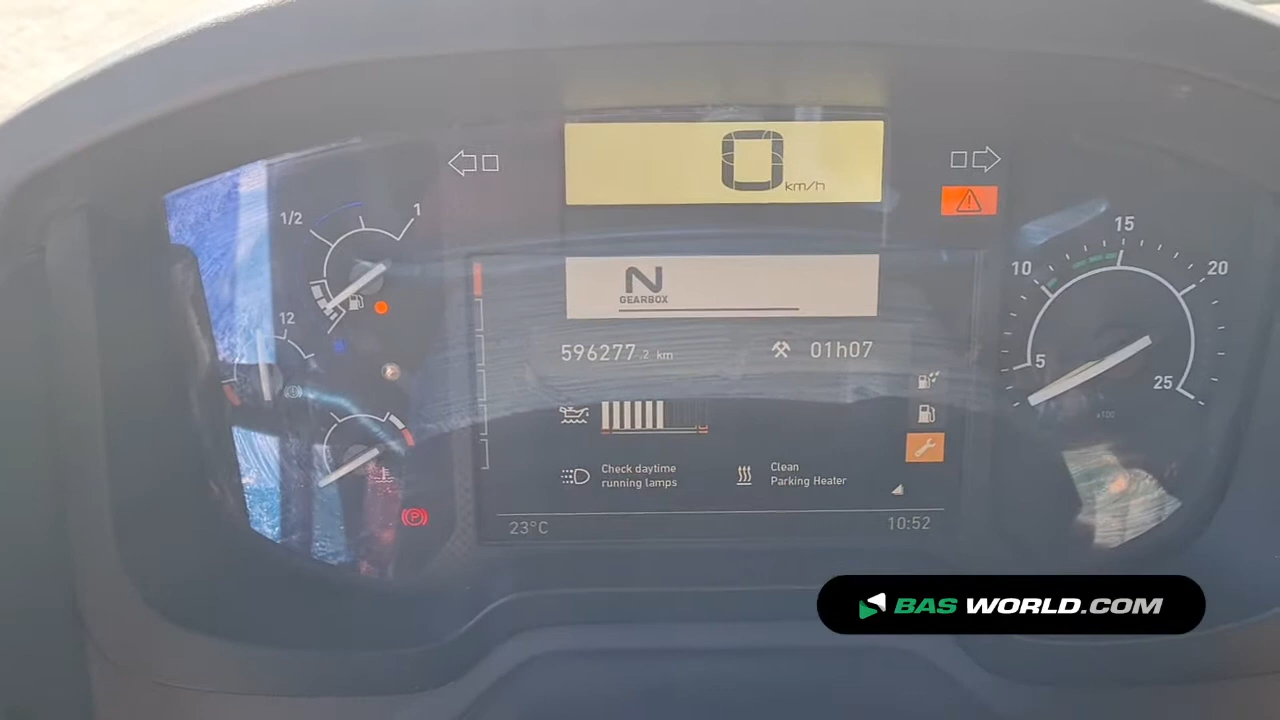 0 km/h
1/2
1
N
GEARBOX
596277.2 km
01h07
12
Check daytime
running lamps
Clean
Parking Heater
23°C
10:52
5
10
15
20
25
x100
P
BAS WORLD.COM